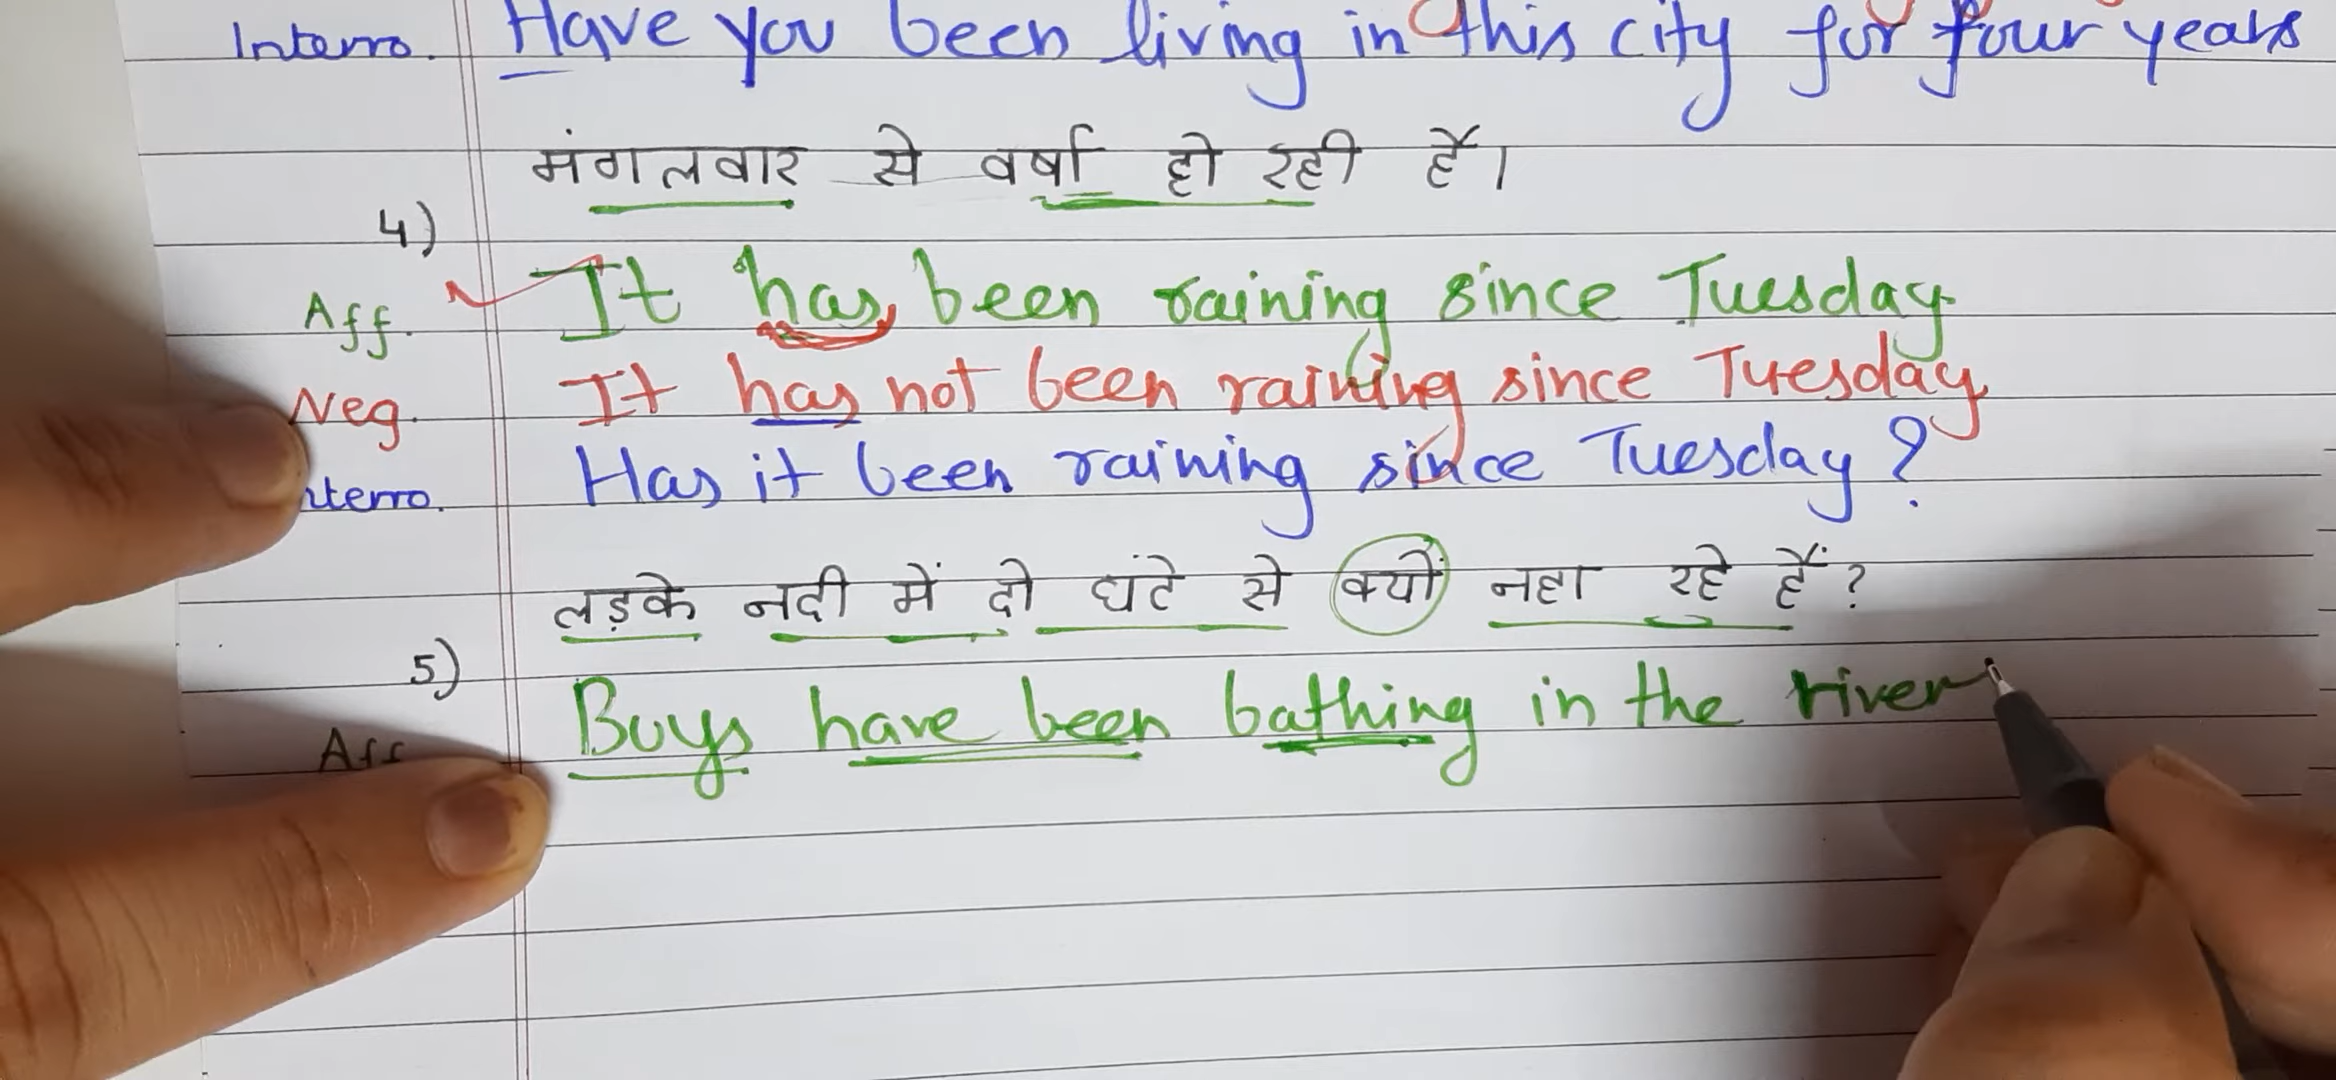 Interro. Have you been living in this city for four years
मंगलवार से वर्षा हो रही है।
4)
Aff. It has been raining since Tuesday.
Neg. It has not been raining since Tuesday
nterro. Has it been raining since Tuesday ?
लड़के नदी में दो घंटे से क्यों नहा रहे हैं ?
5)
Aff Boys have been bathing in the river